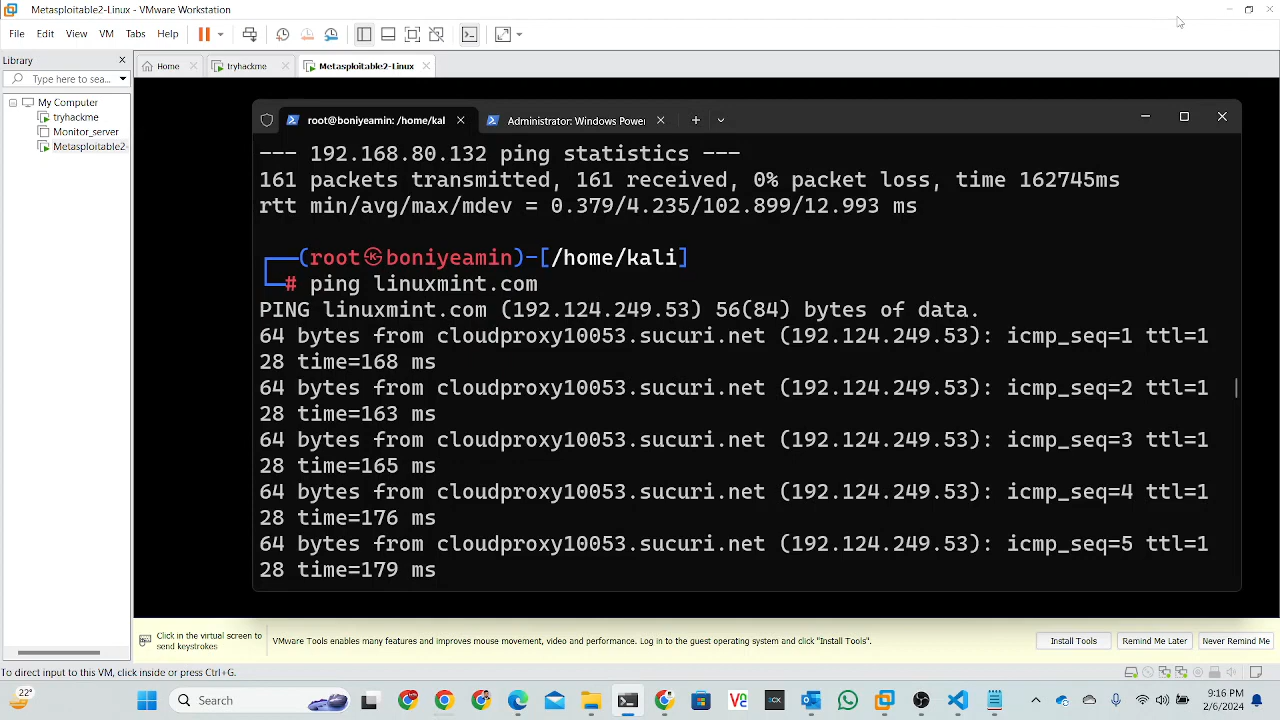 Metasploitable2-Linux - VMware Workstation
File Edit View VM Tabs Help
Library
Type here to sea...
Home
tryhackme
Metasploitable2-Linux
My Computer
tryhackme
Monitor_server
Metasploitable2-
root@boniyeamin: /home/kal
Administrator: Windows Power
--- 192.168.80.132 ping statistics ---
161 packets transmitted, 161 received, 0% packet loss, time 162745ms
rtt min/avg/max/mdev = 0.379/4.235/102.899/12.993 ms
┌──(root㉿boniyeamin)-[/home/kali]
└─# ping linuxmint.com
PING linuxmint.com (192.124.249.53) 56(84) bytes of data.
64 bytes from cloudproxy10053.sucuri.net (192.124.249.53): icmp_seq=1 ttl=1
28 time=168 ms
64 bytes from cloudproxy10053.sucuri.net (192.124.249.53): icmp_seq=2 ttl=1
28 time=163 ms
64 bytes from cloudproxy10053.sucuri.net (192.124.249.53): icmp_seq=3 ttl=1
28 time=165 ms
64 bytes from cloudproxy10053.sucuri.net (192.124.249.53): icmp_seq=4 ttl=1
28 time=176 ms
64 bytes from cloudproxy10053.sucuri.net (192.124.249.53): icmp_seq=5 ttl=1
28 time=179 ms
Click in the virtual screen to
send keystrokes
VMware Tools enables many features and improves mouse movement, video and performance. Log in to the guest operating system and click "Install Tools".
Install Tools
Remind Me Later
Never Remind Me
To direct input to this VM, click inside or press Ctrl+G.
22°
Search
9:16 PM
2/6/2024